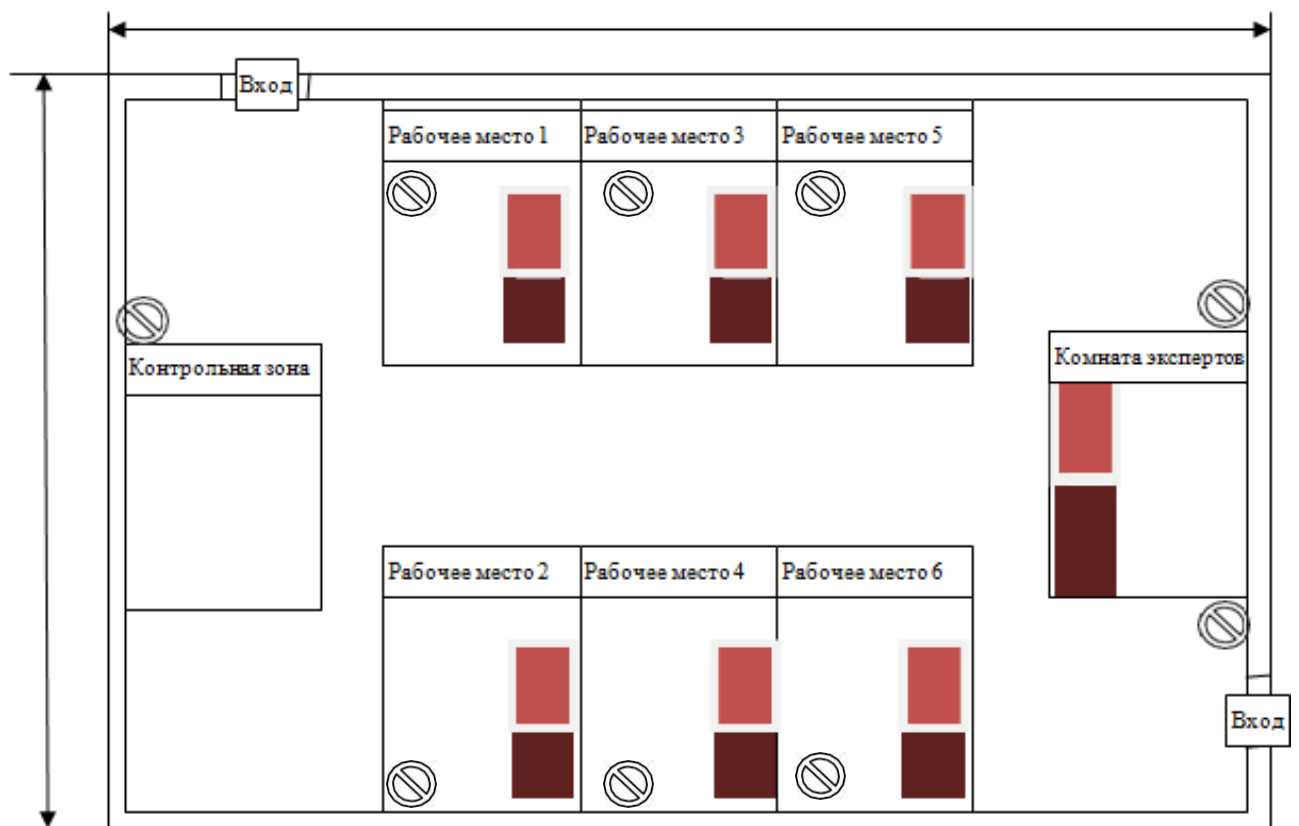 Вход
Рабочее место 1
Рабочее место 3
Рабочее место 5
Контрольная зона
Комната экспертов
Рабочее место 2
Рабочее место 4
Рабочее место 6
Вход